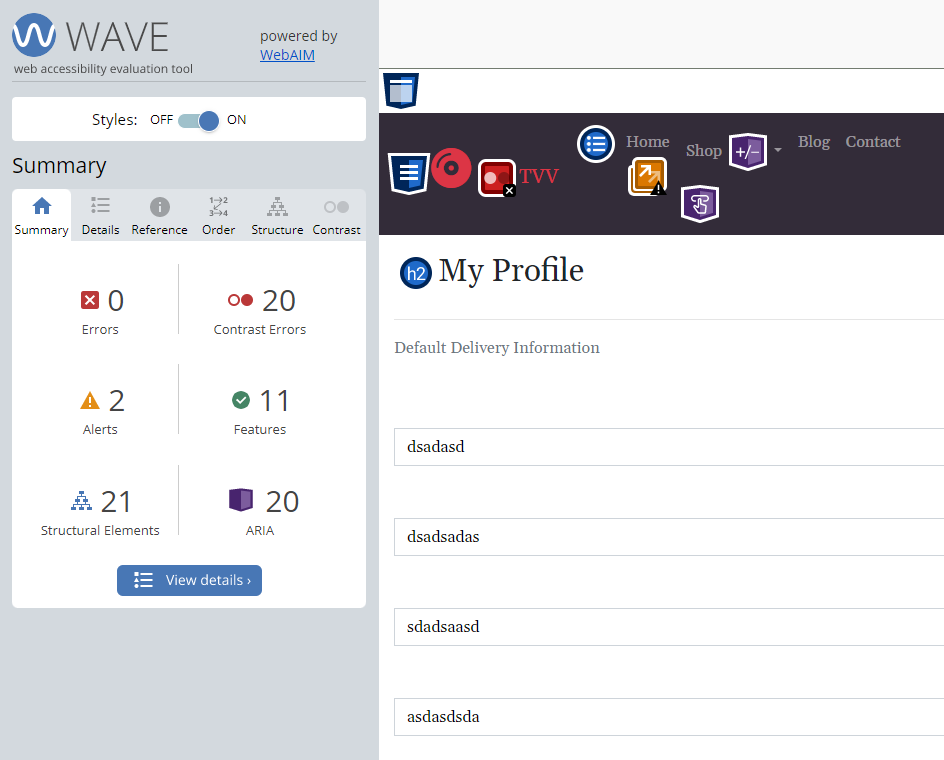 WAVE
web accessibility evaluation tool
powered by
WebAIM
Styles: OFF ON
Summary
Summary Details Reference Order Structure Contrast
0
Errors
20
Contrast Errors
2
Alerts
11
Features
21
Structural Elements
20
ARIA
View details ›
TVV
Home
Shop
+/−
Blog
Contact
h2 My Profile
Default Delivery Information
dsadasd
dsadsadas
sdadsaasd
asdasdsda